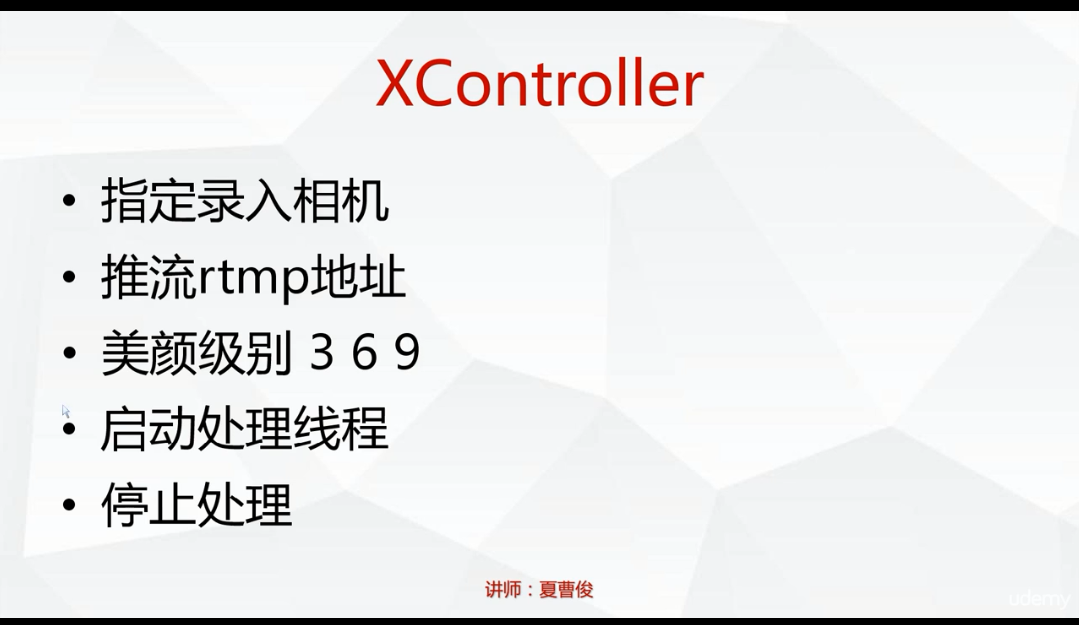 XController
• 指定录入相机
• 推流rtmp地址
• 美颜级别 3 6 9
• 启动处理线程
• 停止处理
讲师：夏曹俊
udemy